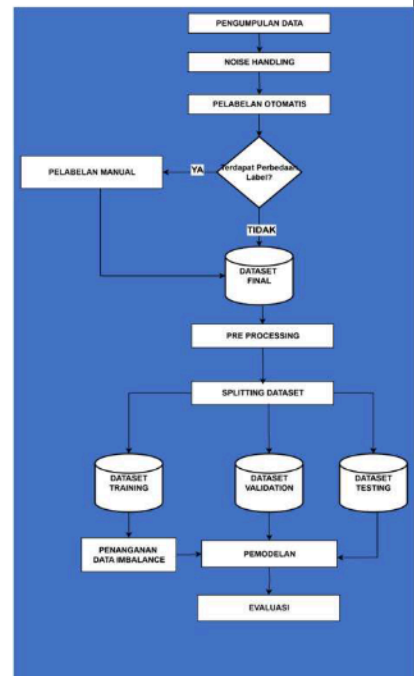 PENGUMPULAN DATA
NOISE HANDLING
PELABELAN OTOMATIS
Terdapat Perbedaan
Label?
YA
PELABELAN MANUAL
TIDAK
DATASET
FINAL
PRE PROCESSING
SPLITTING DATASET
DATASET
TRAINING
DATASET
VALIDATION
DATASET
TESTING
PENANGANAN
DATA IMBALANCE
PEMODELAN
EVALUASI